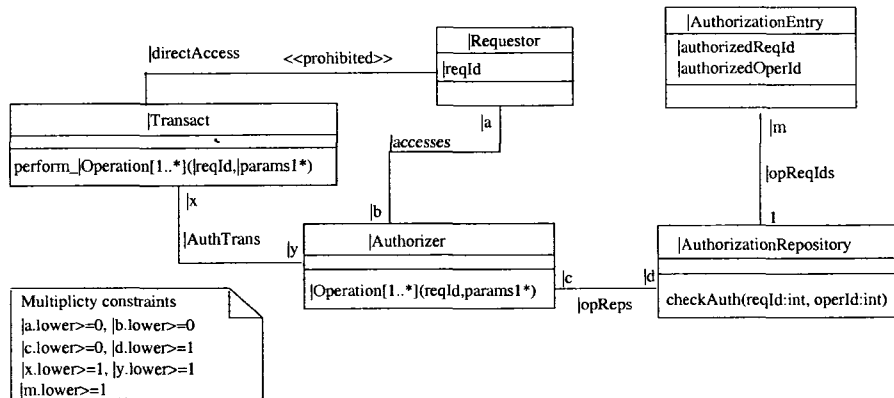 |Requestor
|reqId
|AuthorizationEntry
|authorizedReqId
|authorizedOperId
|directAccess
<<prohibited>>
|Transact
perform_|Operation[1..*](|reqId,|params1*)
|a
|accesses
|b
|m
|opReqIds
1
|x
|AuthTrans
|y
|Authorizer
|Operation[1..*](reqId,params1*)
|c
|d
|opReps
|AuthorizationRepository
checkAuth(reqId:int, operId:int)
Multiplicty constraints
|a.lower>=0, |b.lower>=0
|c.lower>=0, |d.lower>=1
|x.lower>=1, |y.lower>=1
|m.lower>=1